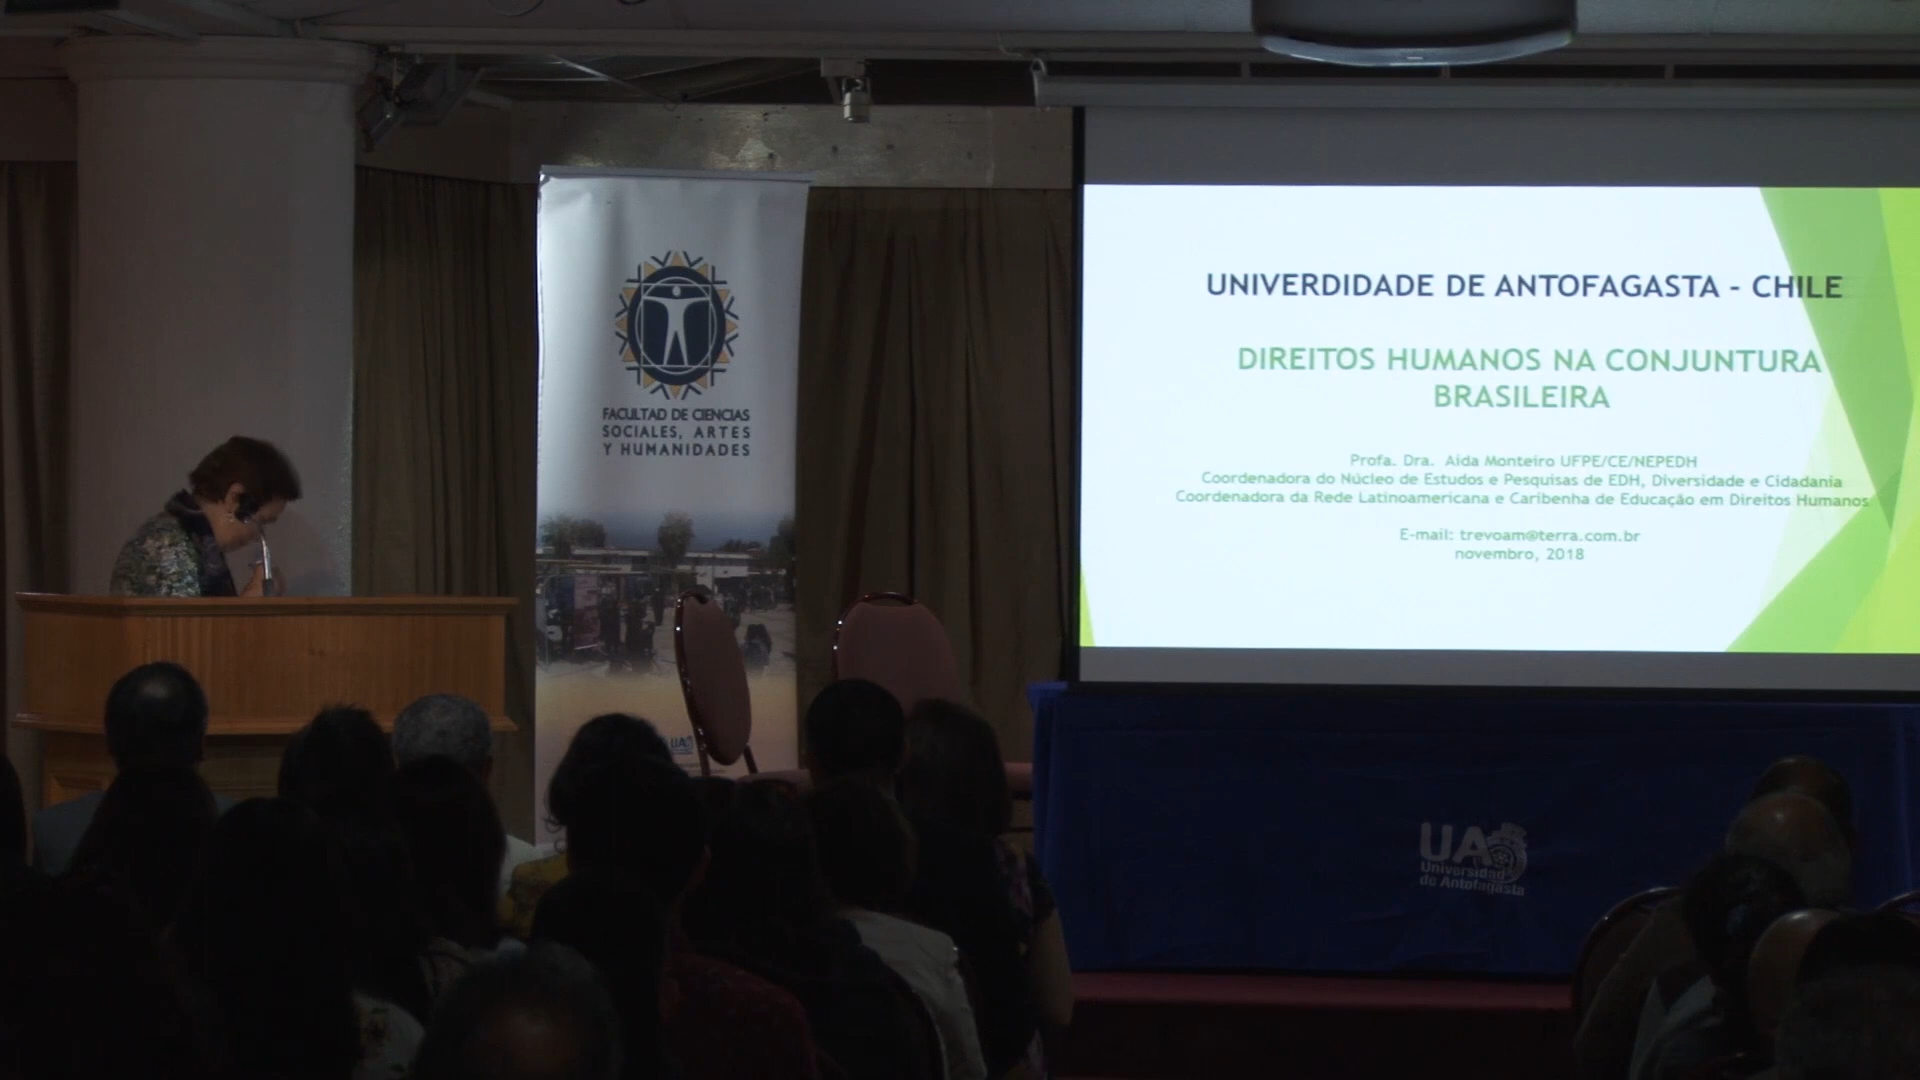 FACULTAD DE CIENCIAS
SOCIALES, ARTES
Y HUMANIDADES
UA
UNIVERDIDADE DE ANTOFAGASTA - CHILE
DIREITOS HUMANOS NA CONJUNTURA
BRASILEIRA
Profa. Dra. Aida Monteiro UFPE/CE/NEPEDH
Coordenadora do Núcleo de Estudos e Pesquisas de EDH, Diversidade e Cidadania
Coordenadora da Rede Latinoamericana e Caribenha de Educação em Direitos Humanos
E-mail: trevoam@terra.com.br
novembro, 2018
UA
Universidad
de Antofagasta